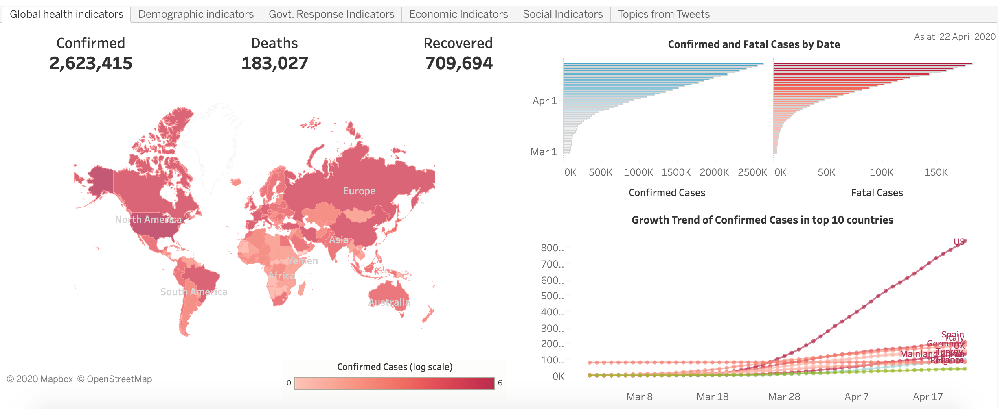 Global health indicators
Demographic indicators
Govt. Response Indicators
Economic Indicators
Social Indicators
Topics from Tweets
As at 22 April 2020
Confirmed
2,623,415
Deaths
183,027
Recovered
709,694
North America
South America
Europe
Asia
Yemen
Africa
Australia
Confirmed Cases (log scale)
0
6
© 2020 Mapbox © OpenStreetMap
Confirmed and Fatal Cases by Date
Apr 1
Mar 1
0K 500K 1000K 1500K 2000K 2500K
0K 50K 100K 150K
Confirmed Cases
Fatal Cases
Growth Trend of Confirmed Cases in top 10 countries
800..
700..
600..
500..
400..
300..
200..
100..
0K
US
Spain
Italy
Germany
UK
Turkey
Mainland China
France
Belgium
Mar 8
Mar 18
Mar 28
Apr 7
Apr 17